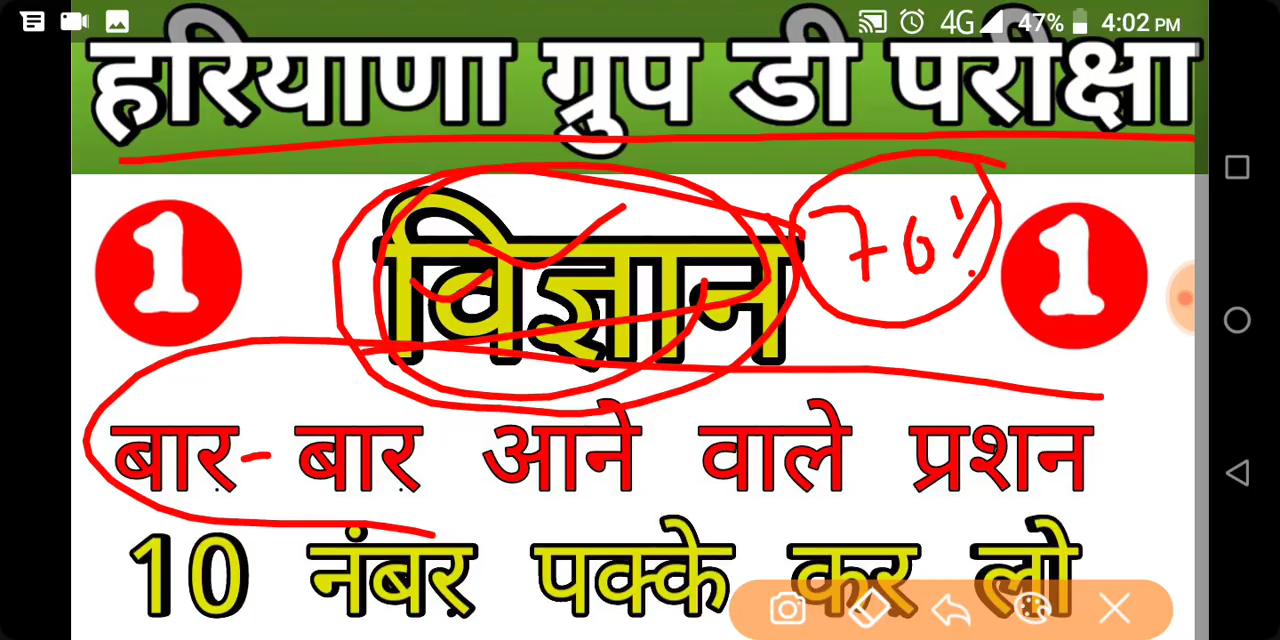 47% 4:02 PM
4G
हरियाणा ग्रुप डी परीक्षा
1 विज्ञान 70% 1
बार-बार आने वाले प्रशन
10 नंबर पक्के कर लो